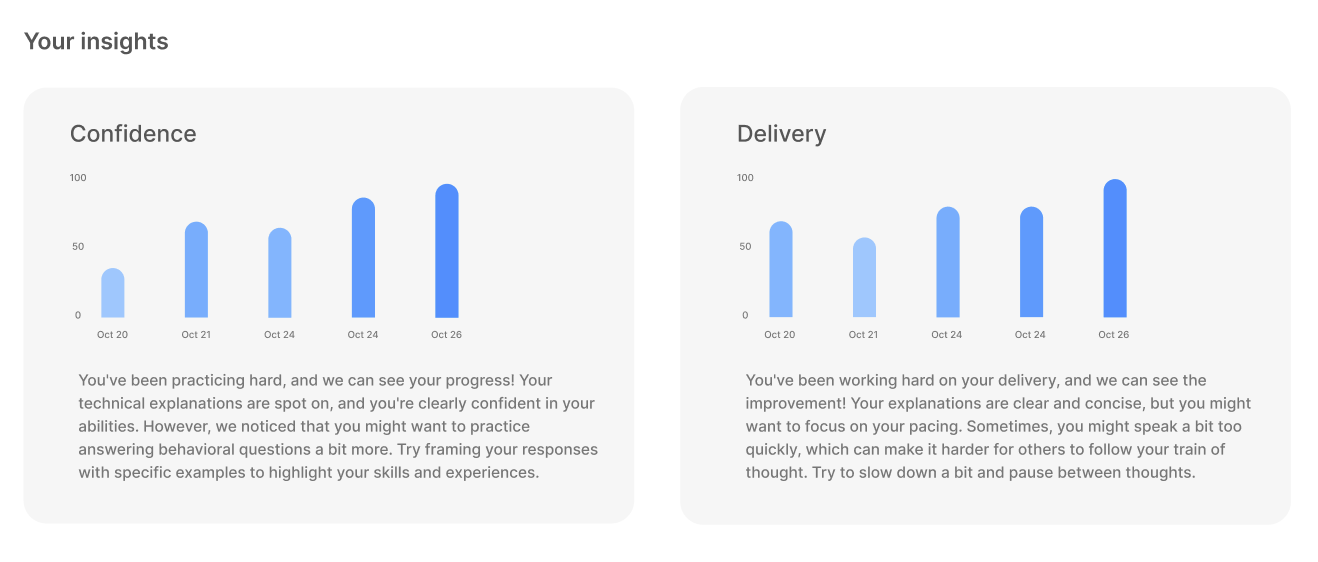 Your insights
Confidence
100
50
0
Oct 20
Oct 21
Oct 24
Oct 24
Oct 26
You've been practicing hard, and we can see your progress! Your
technical explanations are spot on, and you're clearly confident in your
abilities. However, we noticed that you might want to practice
answering behavioral questions a bit more. Try framing your responses
with specific examples to highlight your skills and experiences.
Delivery
100
50
0
Oct 20
Oct 21
Oct 24
Oct 24
Oct 26
You've been working hard on your delivery, and we can see the
improvement! Your explanations are clear and concise, but you might
want to focus on your pacing. Sometimes, you might speak a bit too
quickly, which can make it harder for others to follow your train of
thought. Try to slow down a bit and pause between thoughts.